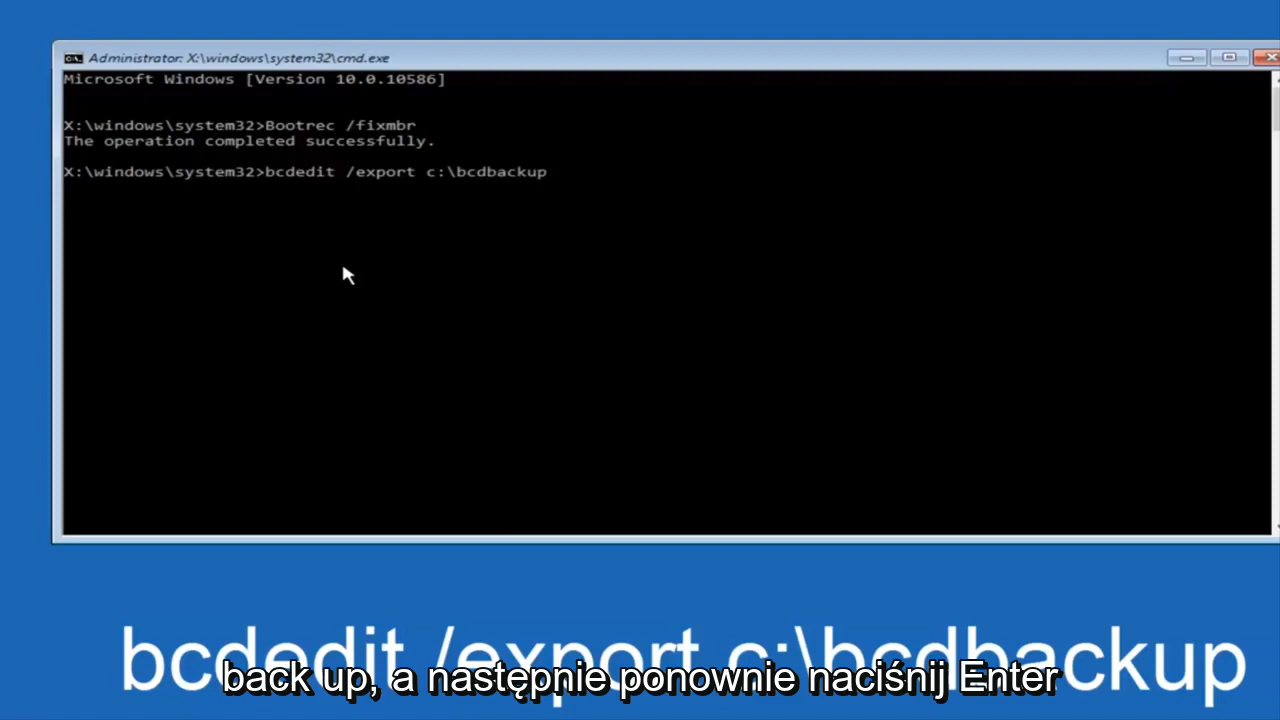 Administrator: X:\windows\system32\cmd.exe
Microsoft Windows [Version 10.0.10586]
X:\windows\system32>Bootrec /fixmbr
The operation completed successfully.
X:\windows\system32>bcdedit /export c:\bcdbackup
bcdedit /export c:\bcdbackup
back up, a następnie ponownie naciśnij Enter